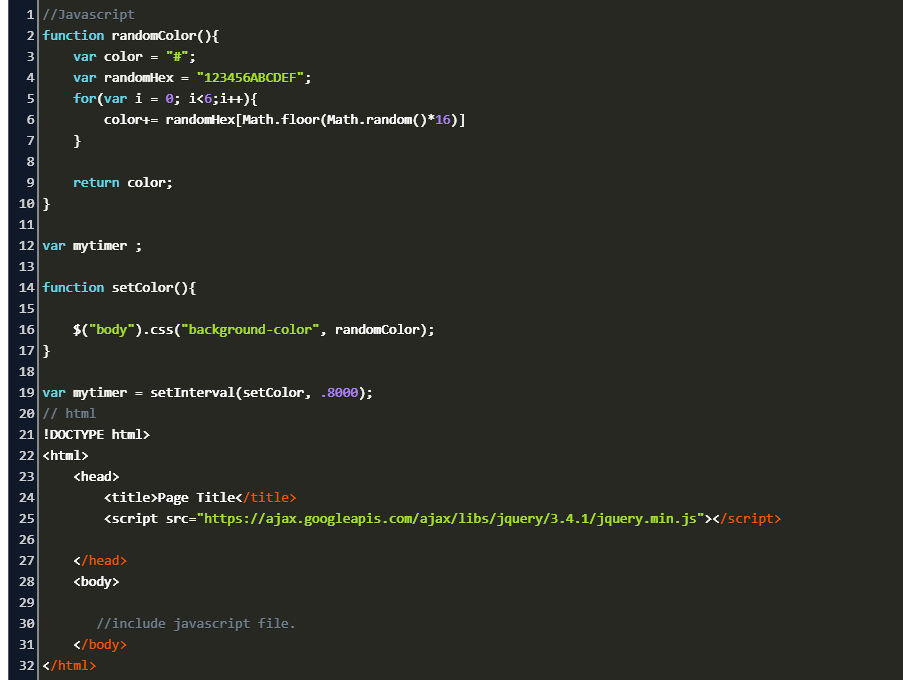 1 //Javascript
2 function randomColor(){
3     var color = "#";
4     var randomHex = "123456ABCDEF";
5     for(var i = 0; i<6;i++){
6         color+= randomHex[Math.floor(Math.random()*16)]
7     }
8
9     return color;
10 }
11
12 var mytimer ;
13
14 function setColor(){
15
16     $("body").css("background-color", randomColor);
17 }
18
19 var mytimer = setInterval(setColor, .8000);
20 // html
21 !DOCTYPE html>
22 <html>
23     <head>
24         <title>Page Title</title>
25         <script src="https://ajax.googleapis.com/ajax/libs/jquery/3.4.1/jquery.min.js"></script>
26
27     </head>
28     <body>
29
30        //include javascript file.
31     </body>
32 </html>